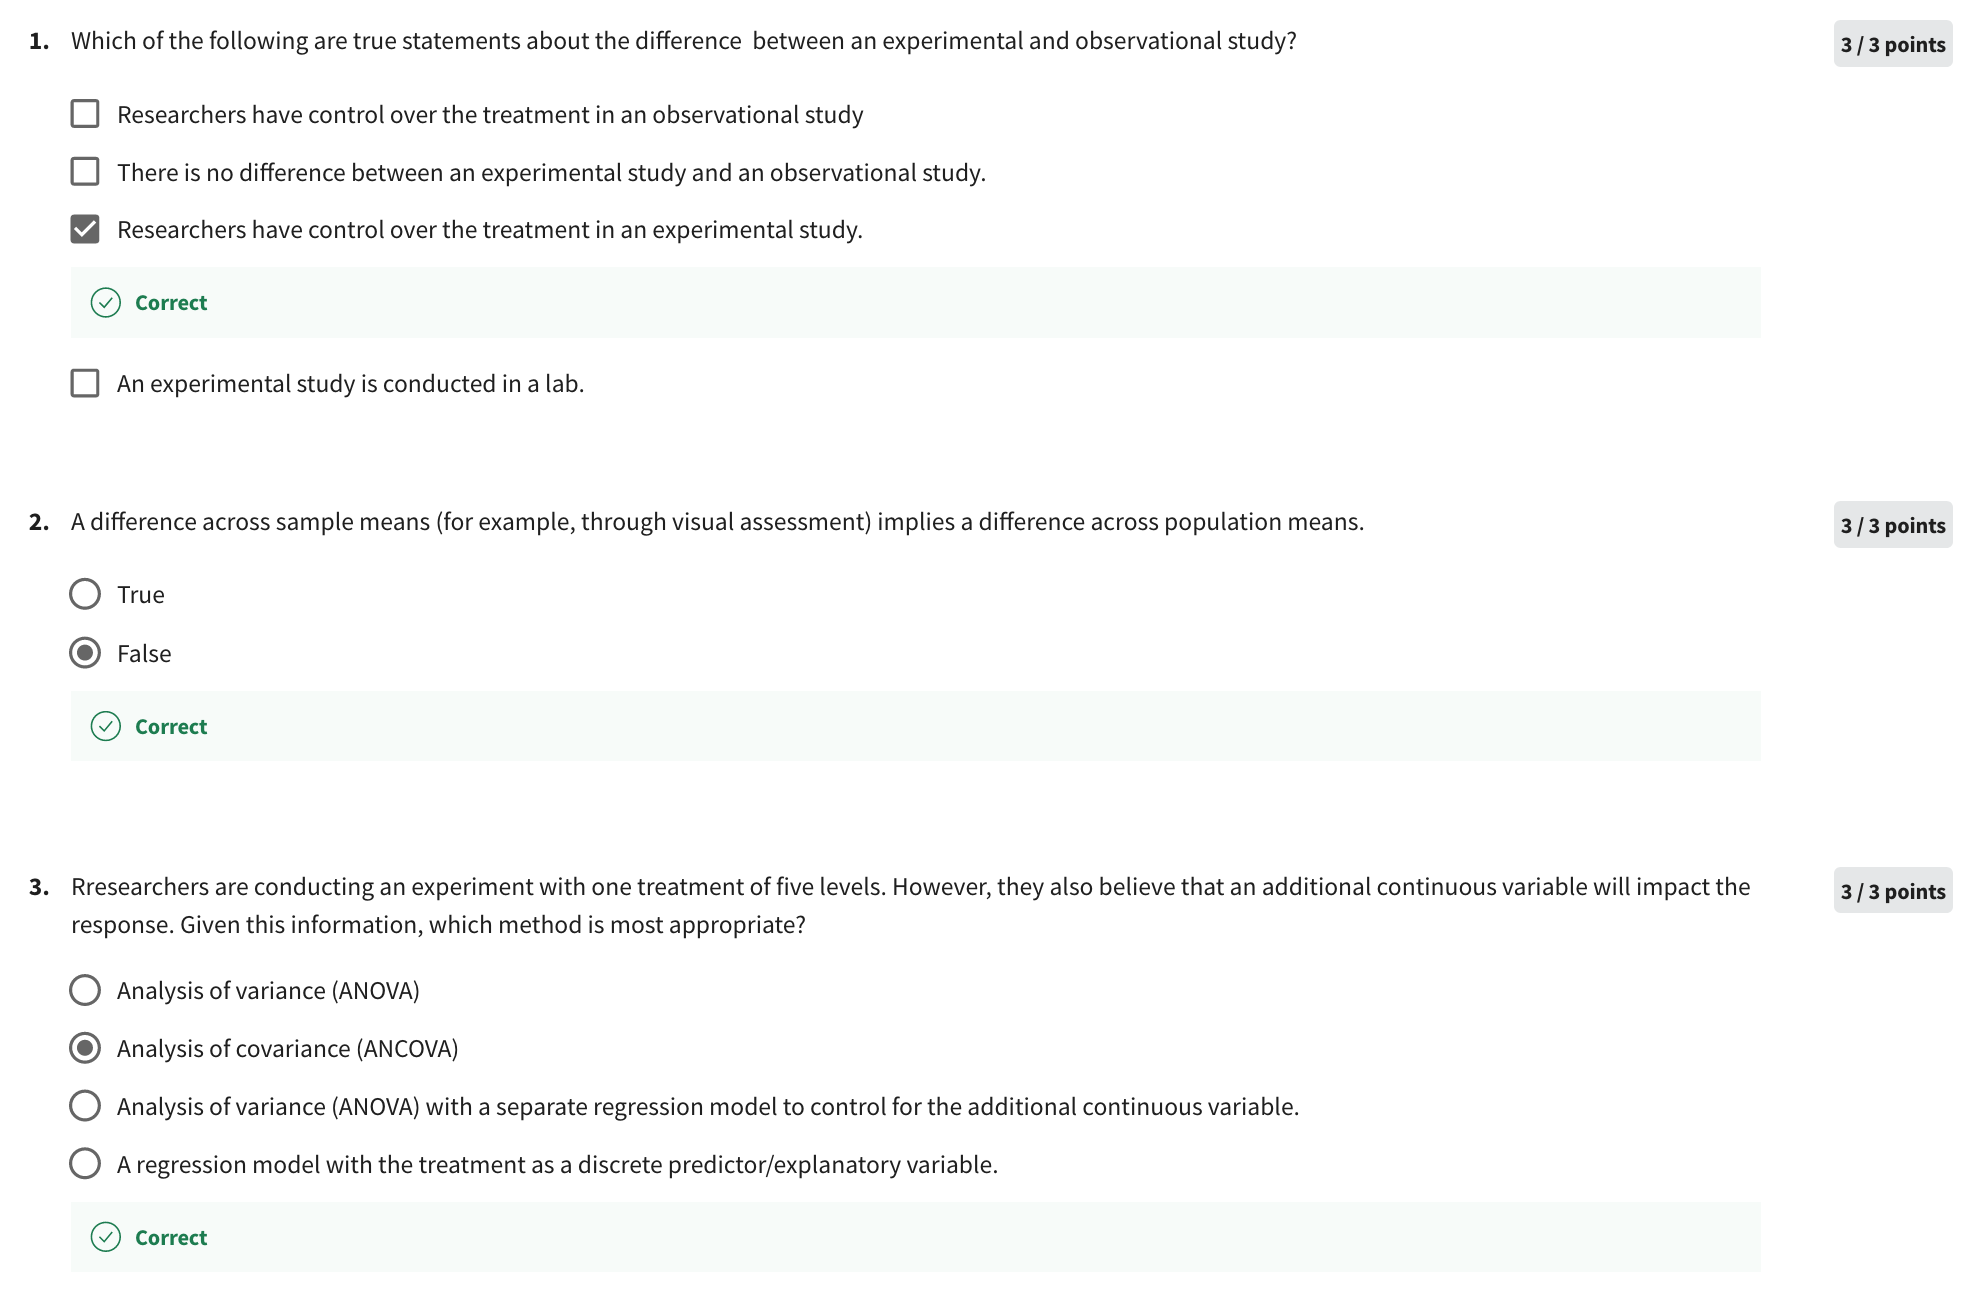 1. Which of the following are true statements about the difference  between an experimental and observational study?
3 / 3 points
Researchers have control over the treatment in an observational study
There is no difference between an experimental study and an observational study.
Researchers have control over the treatment in an experimental study.
Correct
An experimental study is conducted in a lab.
2. A difference across sample means (for example, through visual assessment) implies a difference across population means.
3 / 3 points
True
False
Correct
3. Rresearchers are conducting an experiment with one treatment of five levels. However, they also believe that an additional continuous variable will impact the
response. Given this information, which method is most appropriate?
3 / 3 points
Analysis of variance (ANOVA)
Analysis of covariance (ANCOVA)
Analysis of variance (ANOVA) with a separate regression model to control for the additional continuous variable.
A regression model with the treatment as a discrete predictor/explanatory variable.
Correct